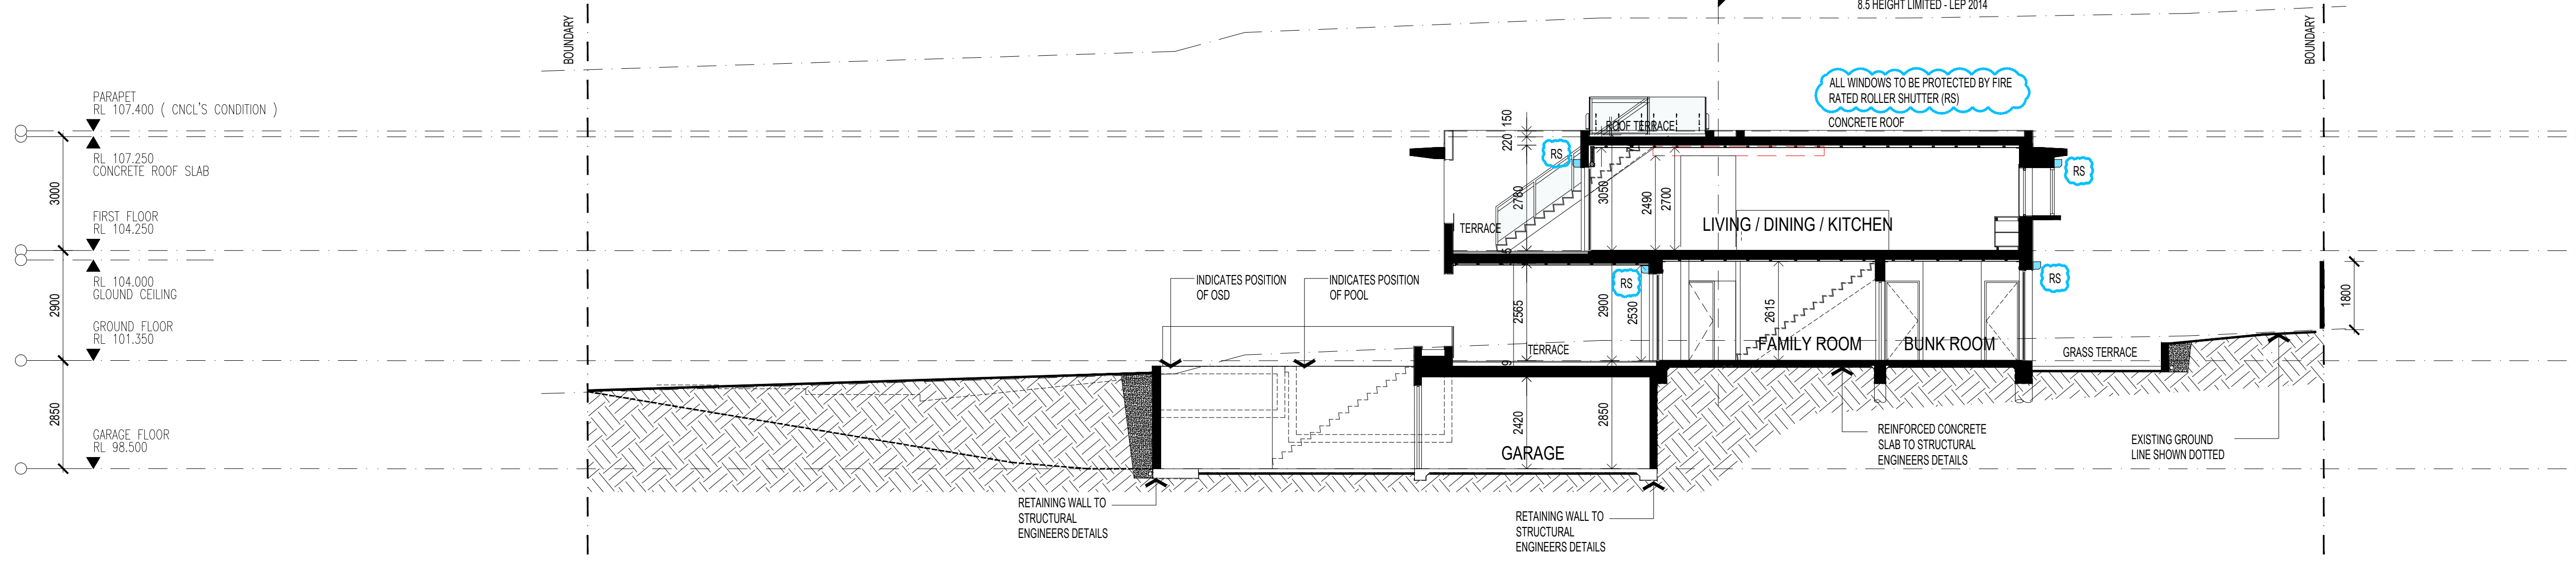 8.5 HEIGHT LIMITED - LEP 2014
BOUNDARY
BOUNDARY
PARAPET
RL 107.400 ( CNCL'S CONDITION )
RL 107.250
CONCRETE ROOF SLAB
FIRST FLOOR
RL 104.250
RL 104.000
GLOUND CEILING
GROUND FLOOR
RL 101.350
GARAGE FLOOR
RL 98.500
3000
2900
2850
ALL WINDOWS TO BE PROTECTED BY FIRE
RATED ROLLER SHUTTER (RS)
CONCRETE ROOF
ROOF TERRACE
150
220
RS
RS
2780
3050
2490
2700
TERRACE
LIVING / DINING / KITCHEN
5
INDICATES POSITION
OF OSD
INDICATES POSITION
OF POOL
RS
RS
2565
2900
2530
2615
1800
TERRACE
FAMILY ROOM
BUNK ROOM
GRASS TERRACE
9
2420
2850
GARAGE
REINFORCED CONCRETE
SLAB TO STRUCTURAL
ENGINEERS DETAILS
EXISTING GROUND
LINE SHOWN DOTTED
RETAINING WALL TO
STRUCTURAL
ENGINEERS DETAILS
RETAINING WALL TO
STRUCTURAL
ENGINEERS DETAILS